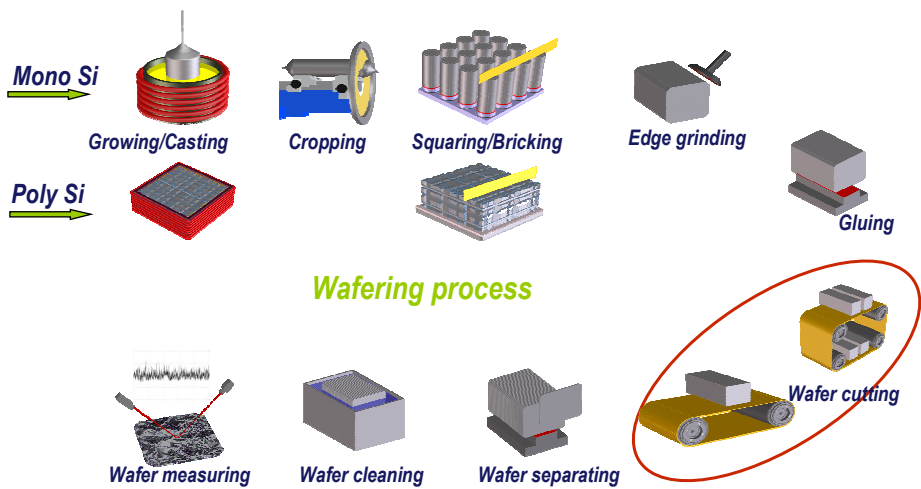 Mono Si
Growing/Casting
Cropping
Squaring/Bricking
Edge grinding
Poly Si
Gluing
Wafering process
Wafer cutting
Wafer measuring
Wafer cleaning
Wafer separating